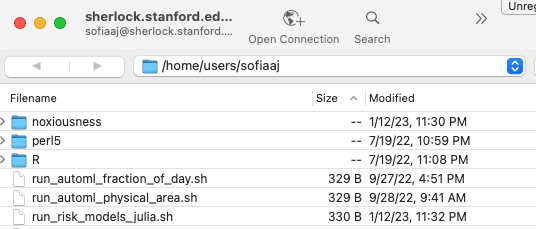 Unreg
sherlock.stanford.ed...
sofiaaj@sherlock.stanford....
Open Connection
Search
/home/users/sofiaaj
Filename Size Modified
noxiousness -- 1/12/23, 11:30 PM
perl5 -- 7/19/22, 10:59 PM
R -- 7/19/22, 11:08 PM
run_automl_fraction_of_day.sh 329 B 9/27/22, 4:51 PM
run_automl_physical_area.sh 329 B 9/28/22, 9:41 AM
run_risk_models_julia.sh 330 B 1/12/23, 11:32 PM